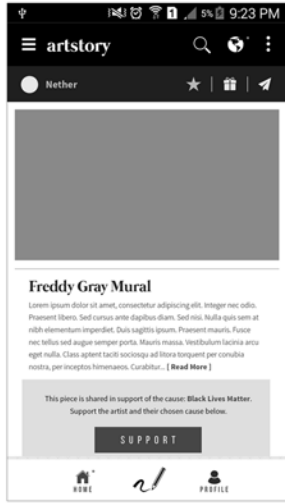 1 5% 9:23 PM
artstory
Nether
Freddy Gray Mural
Lorem ipsum dolor sit amet, consectetur adipiscing elit. Integer nec odio.
Praesent libero. Sed cursus ante dapibus diam. Sed nisi. Nulla quis sem at
nibh elementum imperdiet. Duis sagittis ipsum. Praesent mauris. Fusce
nec tellus sed augue semper porta. Mauris massa. Vestibulum lacinia arcu
eget nulla. Class aptent taciti sociosqu ad litora torquent per conubia
nostra, per inceptos himenaeos. Curabitur... [ Read More ]
This piece is shared in support of the cause: Black Lives Matter.
Support the artist and their chosen cause below.
SUPPORT
HOME PROFILE